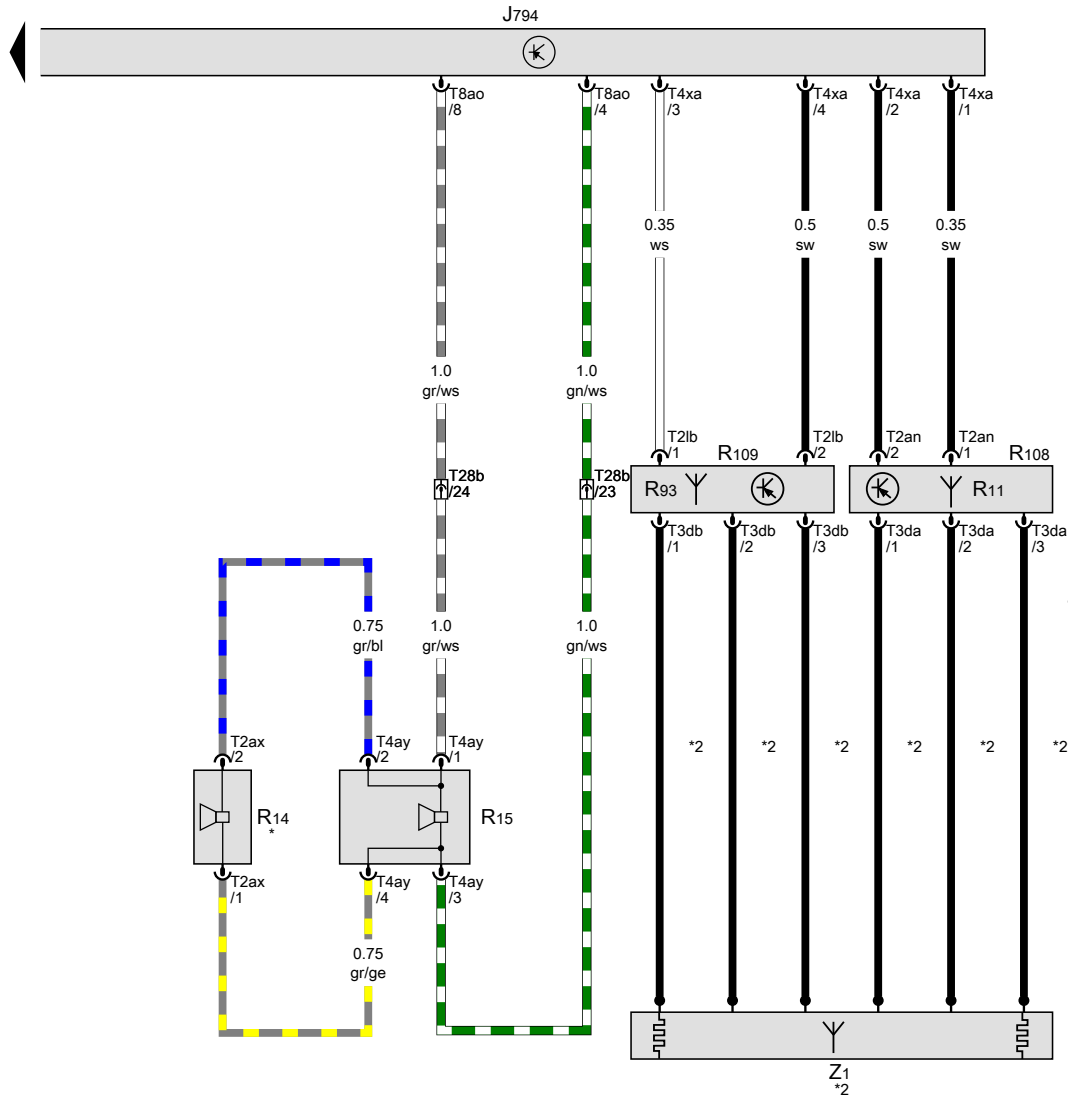 J794
T8ao
/8
T8ao
/4
T4xa
/3
T4xa
/4
T4xa
/2
T4xa
/1
0.35
ws
0.5
sw
0.5
sw
0.35
sw
1.0
gr/ws
1.0
gn/ws
T2lb
/1
R109
T2lb
/2
T2an
/2
T2an
/1
R108
T28b
/24
T28b
/23
R93
R11
T3db
/1
T3db
/2
T3db
/3
T3da
/1
T3da
/2
T3da
/3
0.75
gr/bl
1.0
gr/ws
1.0
gn/ws
T2ax
/2
T4ay
/2
T4ay
/1
*2
*2
*2
*2
*2
*2
R14
*
R15
T2ax
/1
T4ay
/4
T4ay
/3
0.75
gr/ge
Z1
*2